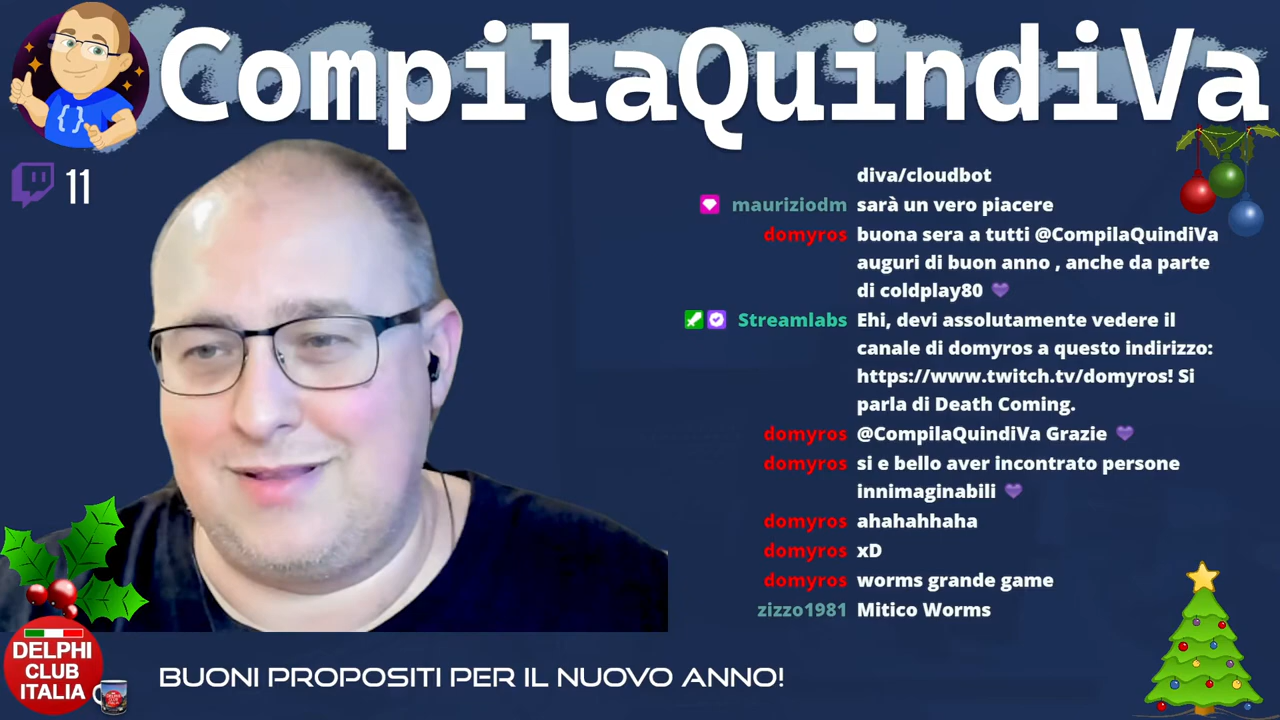 CompilaQuindiVa
{ }
11
diva/cloudbot
mauriziodm sarà un vero piacere
domyros buona sera a tutti @CompilaQuindiVa
auguri di buon anno , anche da parte
di coldplay80
Streamlabs Ehi, devi assolutamente vedere il
canale di domyros a questo indirizzo:
https://www.twitch.tv/domyros! Si
parla di Death Coming.
domyros @CompilaQuindiVa Grazie
domyros si e bello aver incontrato persone
innimaginabili
domyros ahahahhaha
domyros xD
domyros worms grande game
zizzo1981 Mitico Worms
DELPHI
CLUB
ITALIA
BUONI PROPOSITI PER IL NUOVO ANNO!